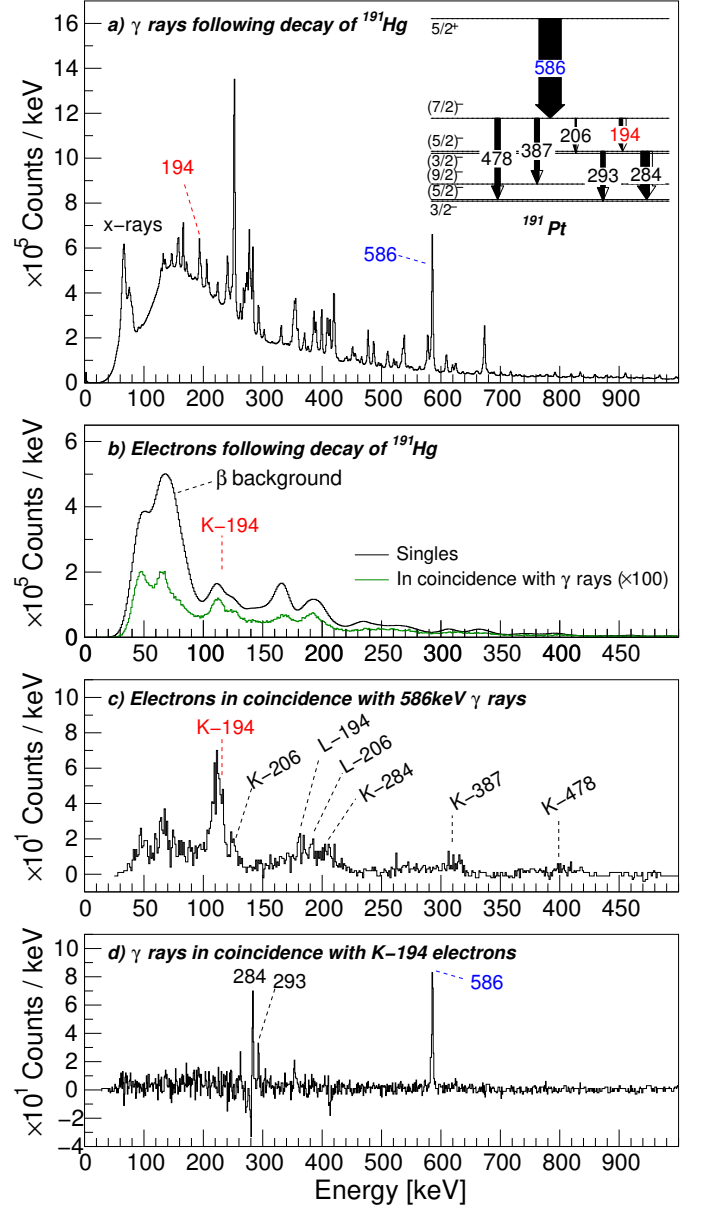 a) γ rays following decay of ¹⁹¹Hg
×10⁵ Counts / keV
16
14
12
10
8
6
4
2
0
x−rays
194
586
5/2⁺
586
(7/2)⁻
(5/2)⁻
(3/2)⁻
(9/2)⁻
(5/2)⁻
3/2⁻
478
387
206
194
293
284
¹⁹¹Pt
0 100 200 300 400 500 600 700 800 900
b) Electrons following decay of ¹⁹¹Hg
×10⁵ Counts / keV
4
2
0
β background
K−194
Singles
In coincidence with γ rays (×100)
0 50 100 150 200 250 300 350 400 450
c) Electrons in coincidence with 586keV γ rays
×10¹ Counts / keV
10
8
6
4
2
0
K−194
K−206
L−194
L−206
K−284
K−387
K−478
0 50 100 150 200 250 300 350 400 450
d) γ rays in coincidence with K−194 electrons
×10¹ Counts / keV
10
8
6
4
2
0
−2
−4
284
293
586
0 100 200 300 400 500 600 700 800 900
Energy [keV]